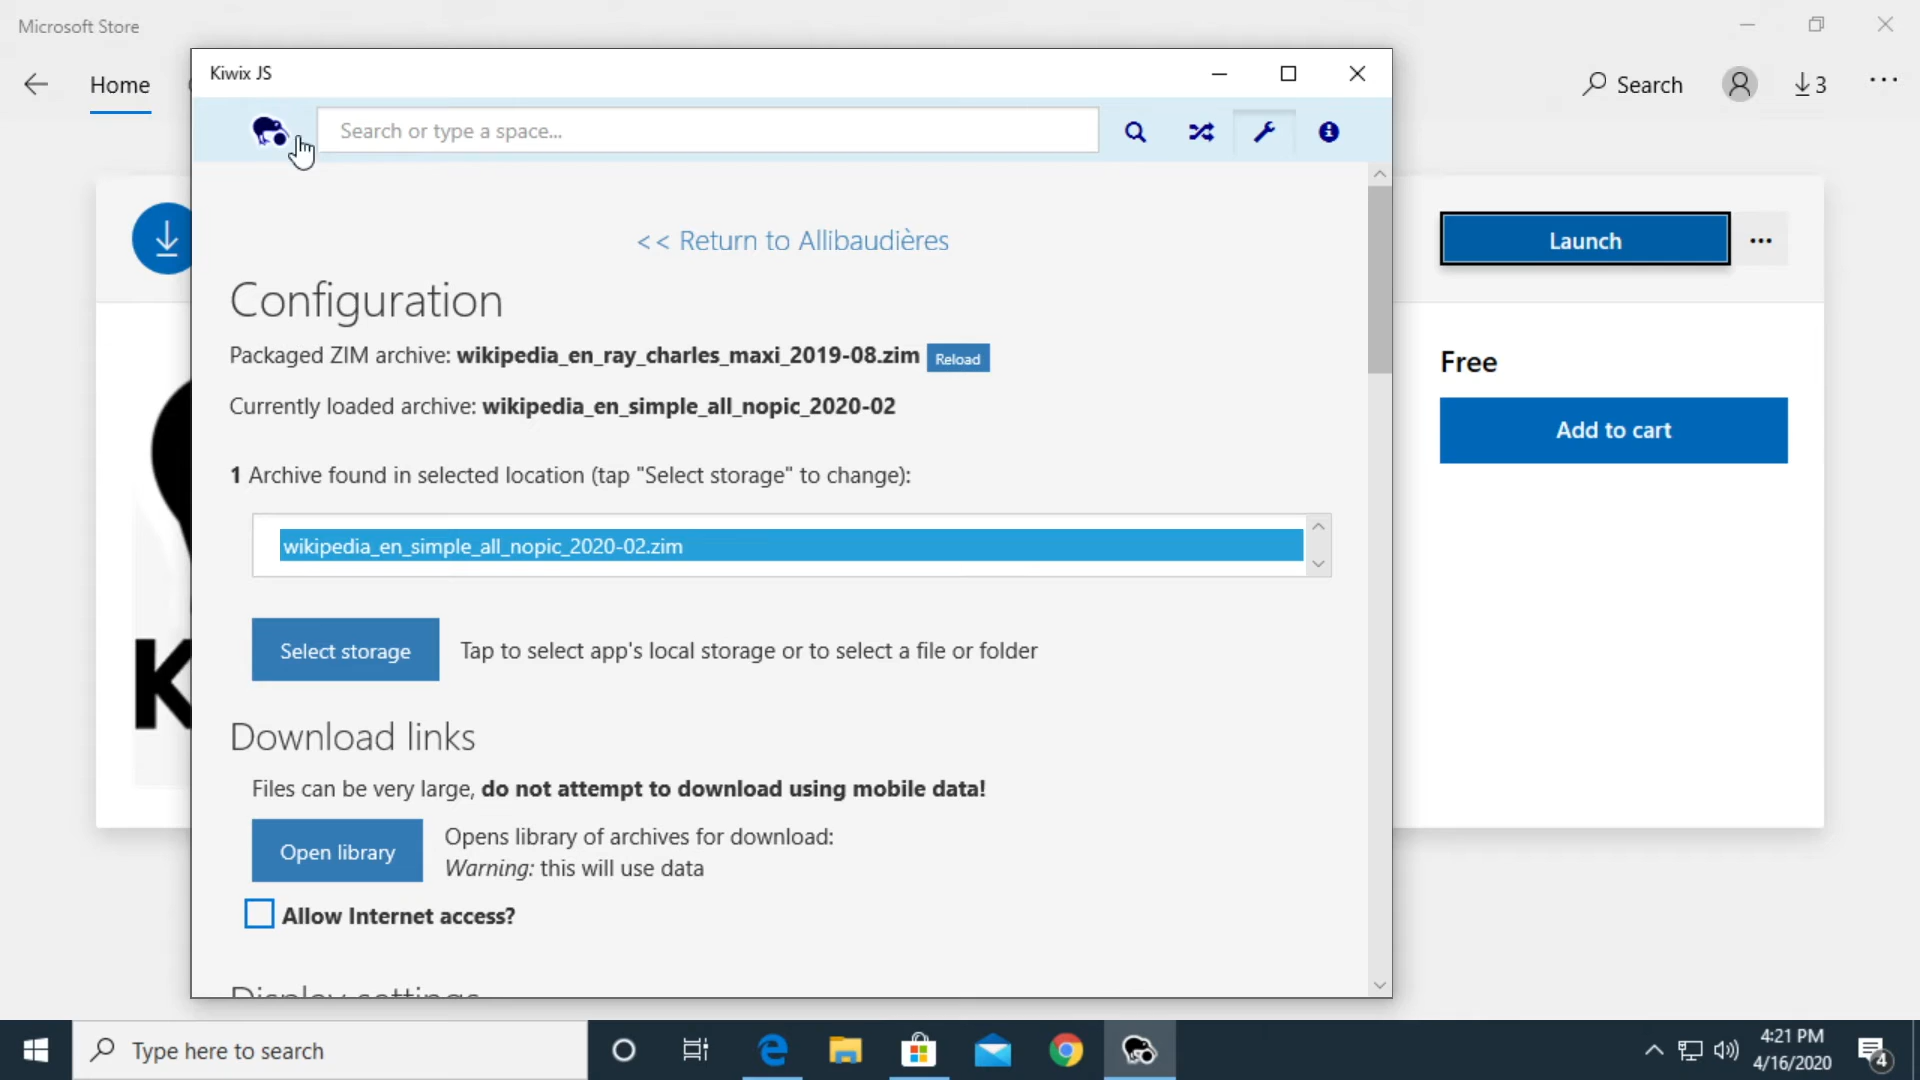 Microsoft Store
Home
Search
3
Kiwix JS
Search or type a space...
<< Return to Allibaudières
Configuration
Packaged ZIM archive: wikipedia_en_ray_charles_maxi_2019-08.zim Reload
Currently loaded archive: wikipedia_en_simple_all_nopic_2020-02
1 Archive found in selected location (tap "Select storage" to change):
wikipedia_en_simple_all_nopic_2020-02.zim
Select storage
Tap to select app's local storage or to select a file or folder
Download links
Files can be very large, do not attempt to download using mobile data!
Open library
Opens library of archives for download:
Warning: this will use data
Allow Internet access?
Display settings
K
Launch
Free
Add to cart
Type here to search
4:21 PM
4/16/2020
4